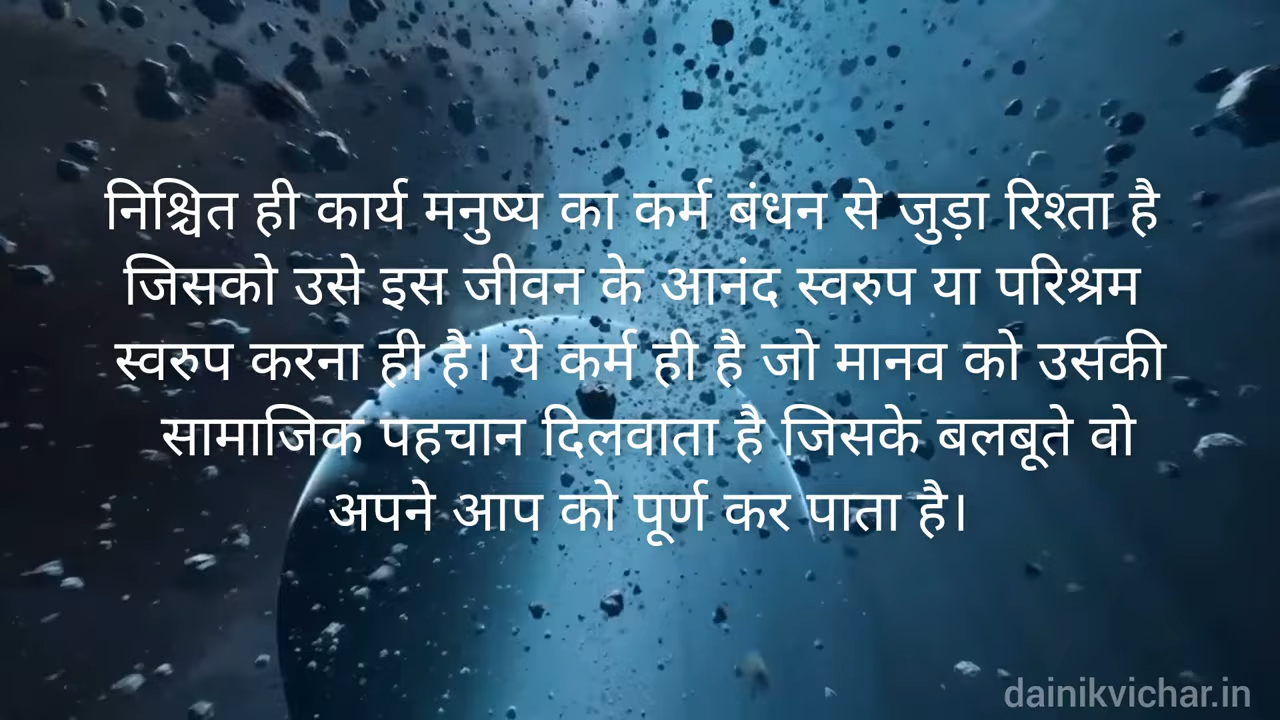 निश्चित ही कार्य मनुष्य का कर्म बंधन से जुड़ा रिश्ता है
जिसको उसे इस जीवन के आनंद स्वरुप या परिश्रम
स्वरुप करना ही है। ये कर्म ही है जो मानव को उसकी
सामाजिक पहचान दिलवाता है जिसके बलबूते वो
अपने आप को पूर्ण कर पाता है।
dainikvichar.in